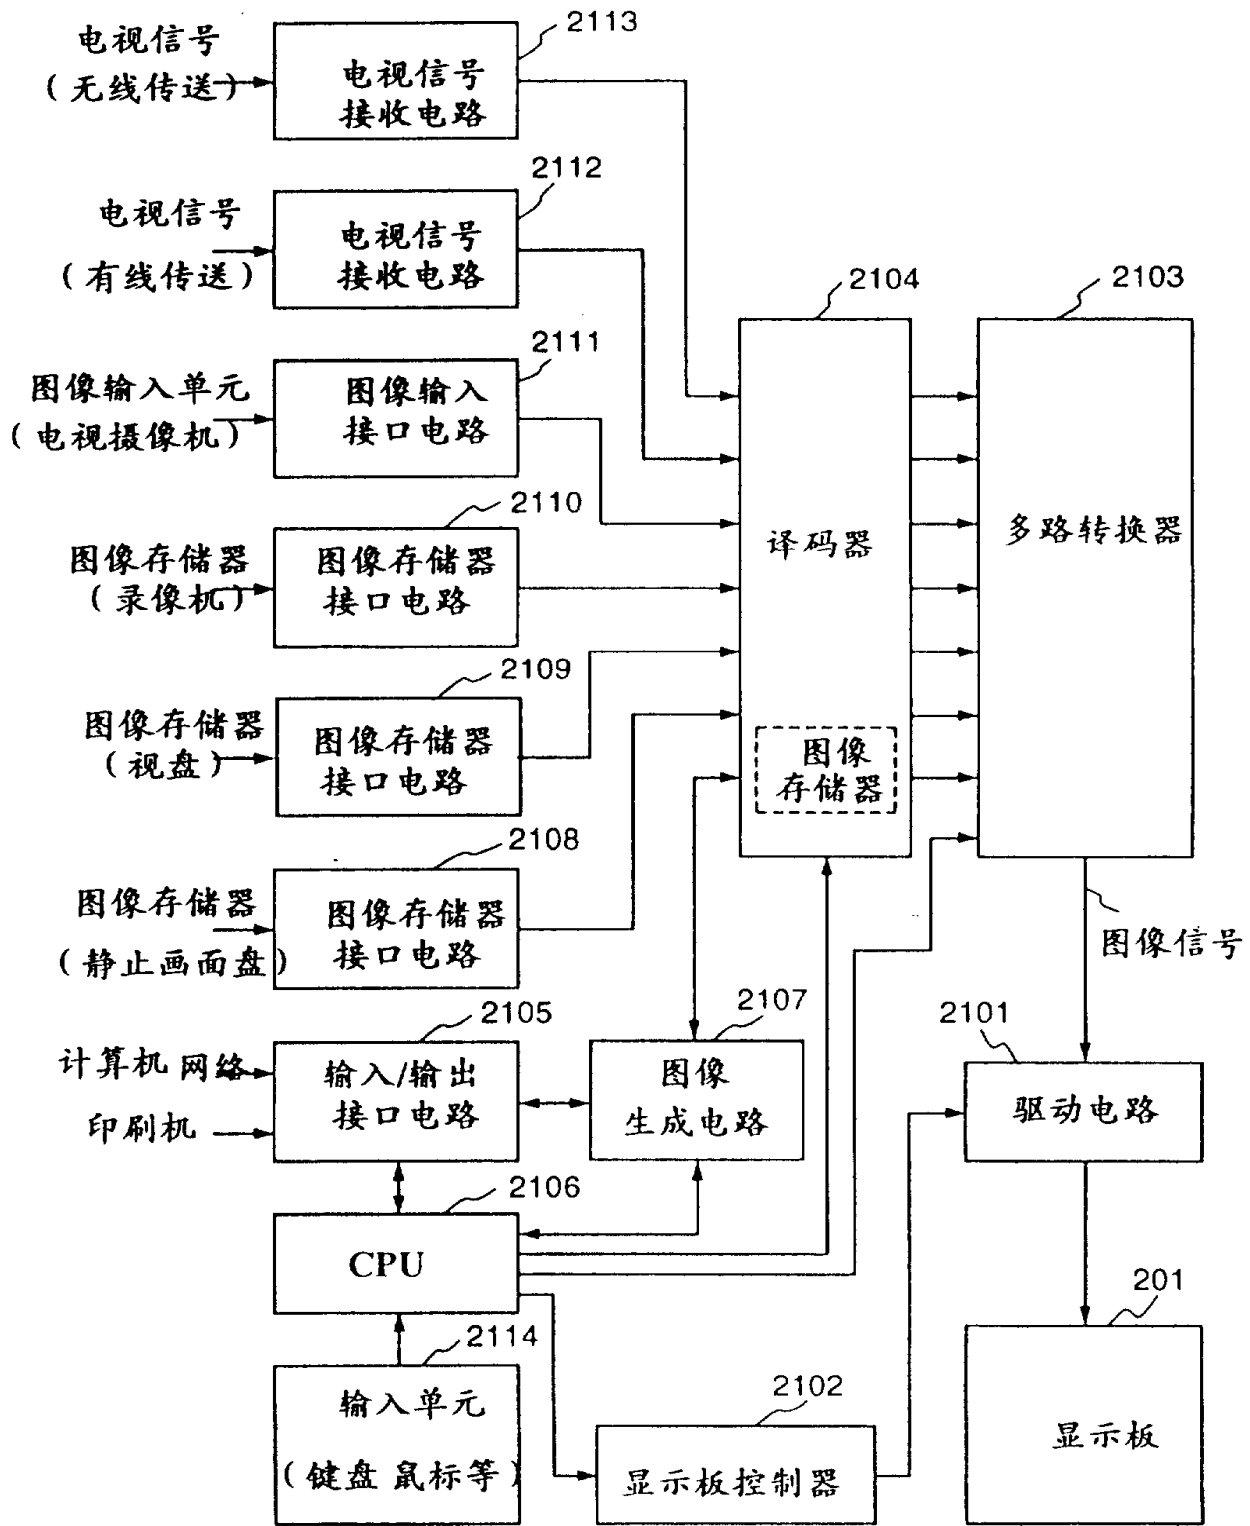 2113
电视信号
(无线传送)
电视信号
接收电路
2112
电视信号
(有线传送)
电视信号
接收电路
2104
2103
2111
图像输入单元
(电视摄像机)
图像输入
接口电路
2110
图像存储器
(录像机)
图像存储器
接口电路
译码器
多路转换器
2109
图像存储器
(视盘)
图像存储器
接口电路
图像
存储器
2108
图像存储器
(静止画面盘)
图像存储器
接口电路
图像信号
2105
2107
2101
计算机 网络
印刷机
输入/输出
接口电路
图像
生成电路
驱动电路
2106
CPU
201
2114
输入单元
(键盘 鼠标等)
2102
显示板控制器
显示板